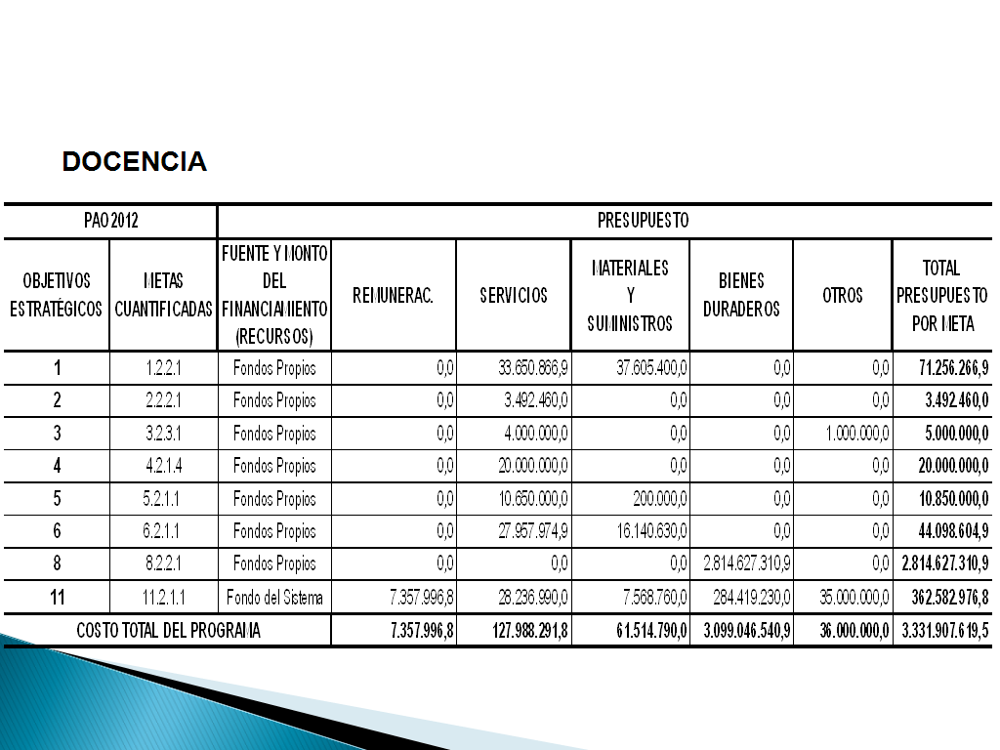 DOCENCIA
PAO 2012 PRESUPUESTO
OBJETIVOS ESTRATÉGICOS METAS CUANTIFICADAS FUENTE Y MONTO DEL FINANCIAMIENTO (RECURSOS) REMUNERAC. SERVICIOS MATERIALES Y SUMINISTROS BIENES DURADEROS OTROS TOTAL PRESUPUESTO POR META
1 1.2.2.1 Fondos Propios 0,0 33.650.866,9 37.605.400,0 0,0 0,0 71.256.266,9
2 2.2.2.1 Fondos Propios 0,0 3.492.460,0 0,0 0,0 0,0 3.492.460,0
3 3.2.3.1 Fondos Propios 0,0 4.000.000,0 0,0 0,0 1.000.000,0 5.000.000,0
4 4.2.1.4 Fondos Propios 0,0 20.000.000,0 0,0 0,0 0,0 20.000.000,0
5 5.2.1.1 Fondos Propios 0,0 10.650.000,0 200.000,0 0,0 0,0 10.850.000,0
6 6.2.1.1 Fondos Propios 0,0 27.957.974,9 16.140.630,0 0,0 0,0 44.098.604,9
8 8.2.2.1 Fondos Propios 0,0 0,0 0,0 2.814.627.310,9 0,0 2.814.627.310,9
11 11.2.1.1 Fondo del Sistema 7.357.996,8 28.236.990,0 7.568.760,0 284.419.230,0 35.000.000,0 362.582.976,8
COSTO TOTAL DEL PROGRAMA 7.357.996,8 127.988.291,8 61.514.790,0 3.099.046.540,9 36.000.000,0 3.331.907.619,5